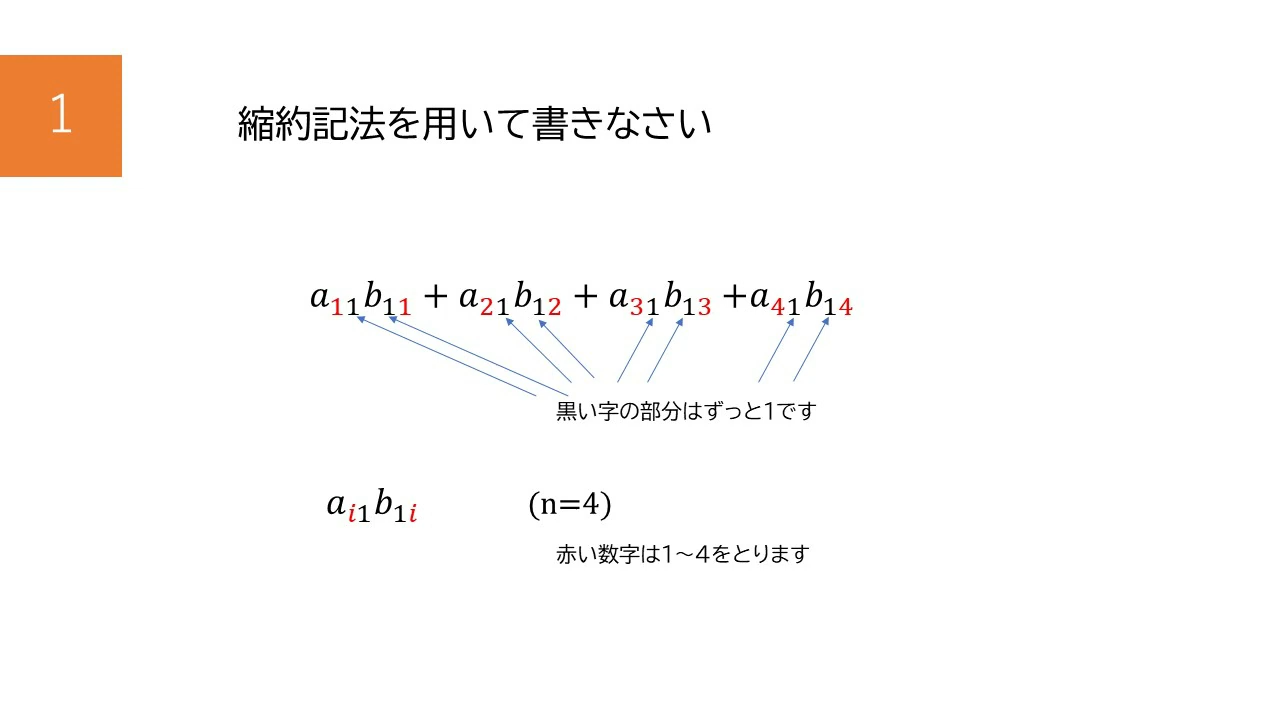 1
縮約記法を用いて書きなさい
a₁₁b₁₁ + a₂₁b₁₂ + a₃₁b₁₃ +a₄₁b₁₄
黒い字の部分はずっと1です
aᵢ₁b₁ᵢ (n=4)
赤い数字は1～4をとります